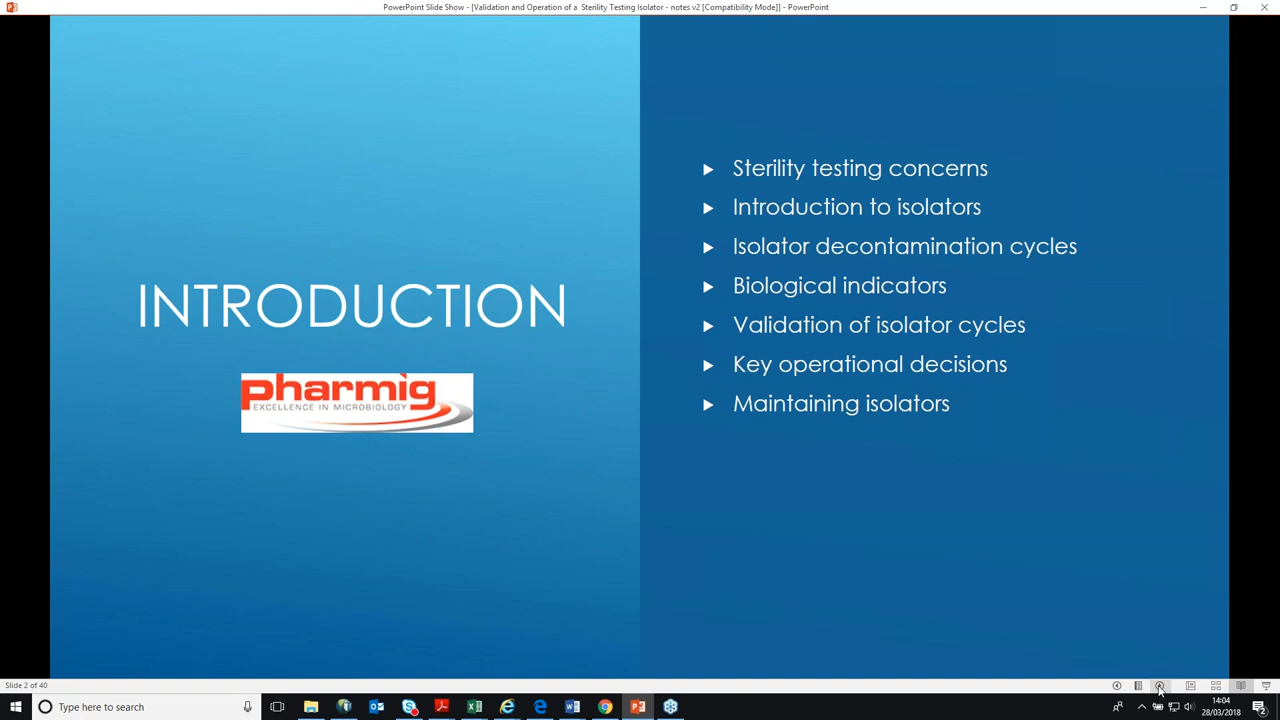 PowerPoint Slide Show - [Validation and Operation of a Sterility Testing Isolator - notes v2 [Compatibility Mode]] - PowerPoint
INTRODUCTION
pharmig
EXCELLENCE IN MICROBIOLOGY
Sterility testing concerns
Introduction to isolators
Isolator decontamination cycles
Biological indicators
Validation of isolator cycles
Key operational decisions
Maintaining isolators
Slide 2 of 40
Type here to search
14:04
28/03/2018
2